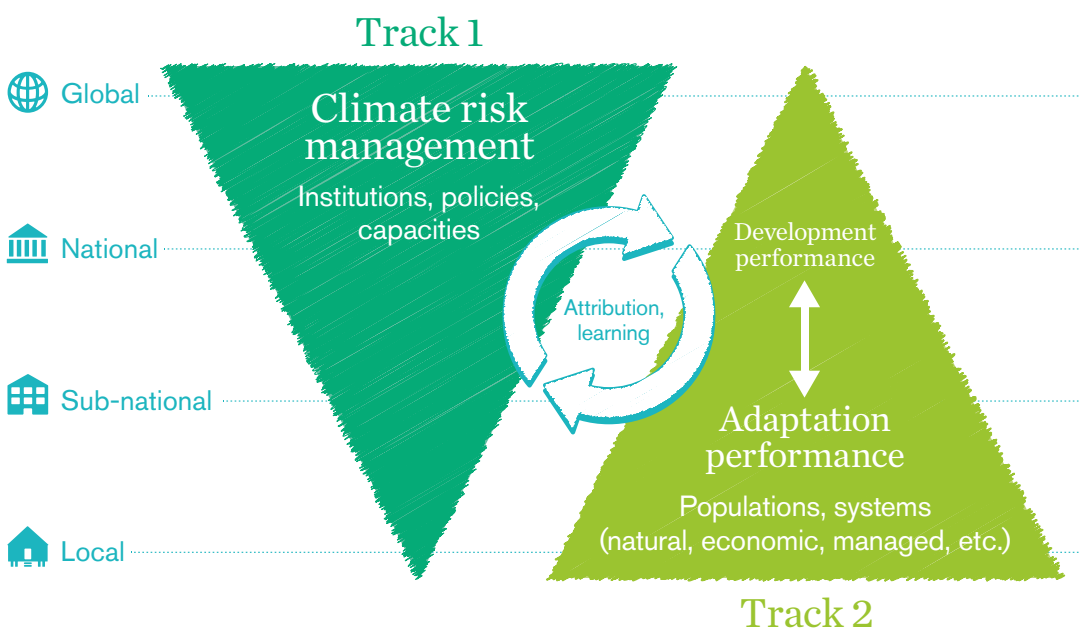 Track 1
Global
Climate risk
management
Institutions, policies,
capacities
National
Development
performance
Attribution,
learning
Sub-national
Adaptation
performance
Populations, systems
(natural, economic, managed, etc.)
Local
Track 2